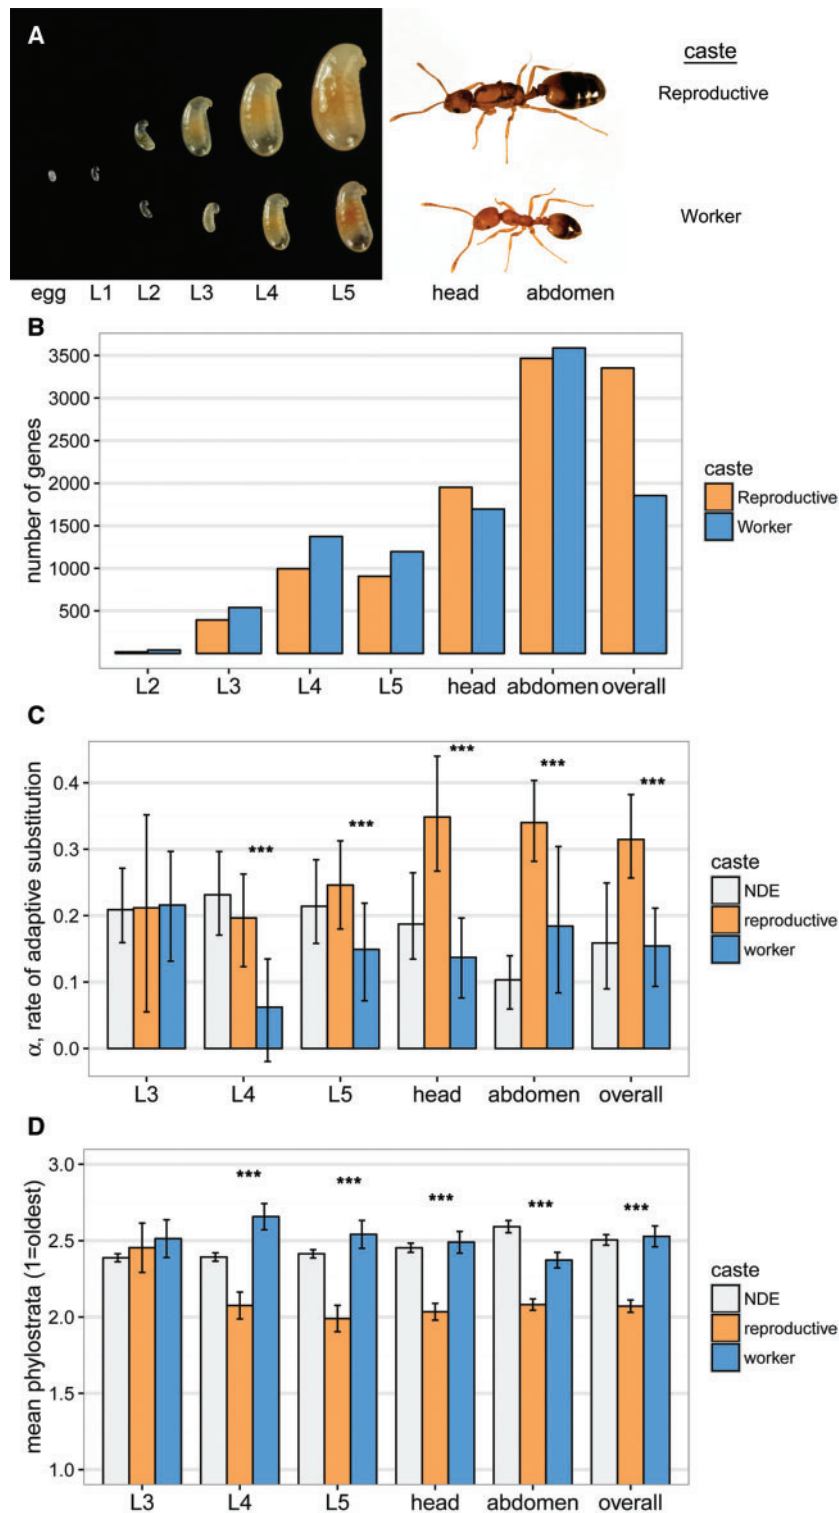 A
caste
Reproductive
Worker
egg L1 L2 L3 L4 L5 head abdomen
B
number of genes
3500
3000
2500
2000
1500
1000
500
L2 L3 L4 L5 head abdomen overall
caste
Reproductive
Worker
C
α, rate of adaptive substitution
0.4
0.3
0.2
0.1
0.0
*** *** *** *** ***
L3 L4 L5 head abdomen overall
caste
NDE
reproductive
worker
D
mean phylostrata (1=oldest)
3.0
2.5
2.0
1.5
1.0
*** *** *** *** ***
L3 L4 L5 head abdomen overall
caste
NDE
reproductive
worker